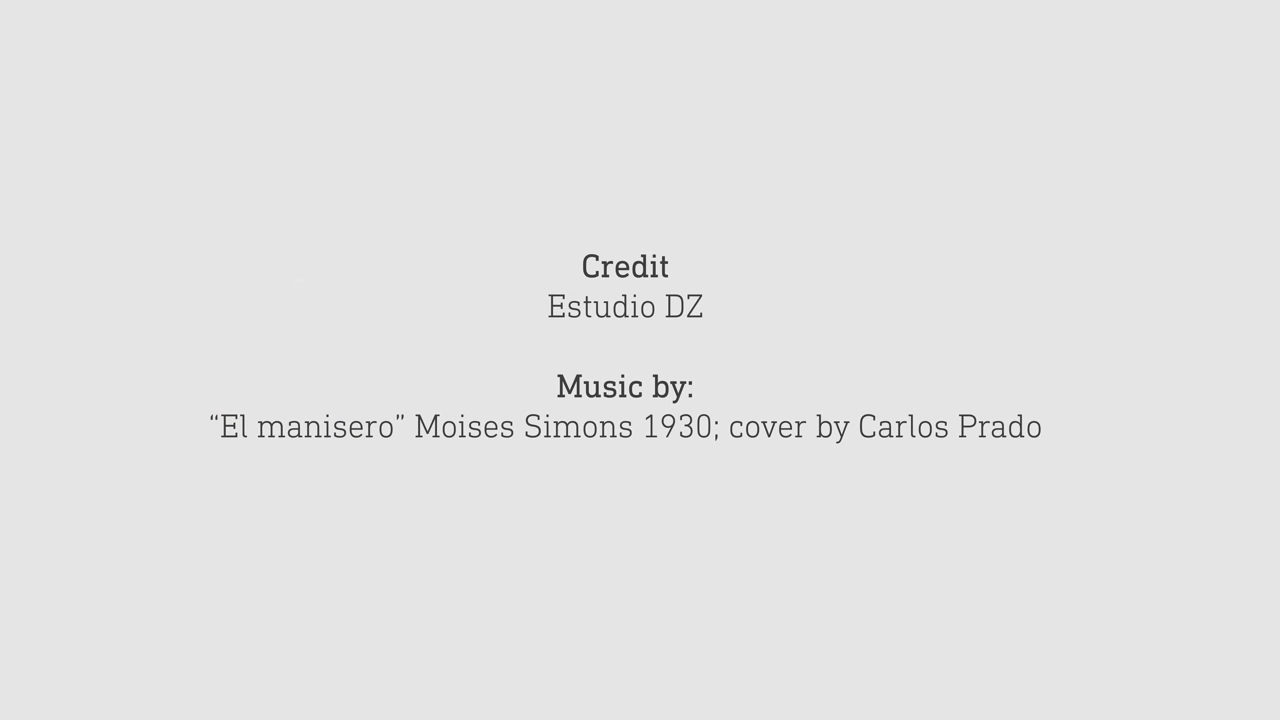 Credit
Estudio DZ
Music by:
“El manisero” Moises Simons 1930; cover by Carlos Prado